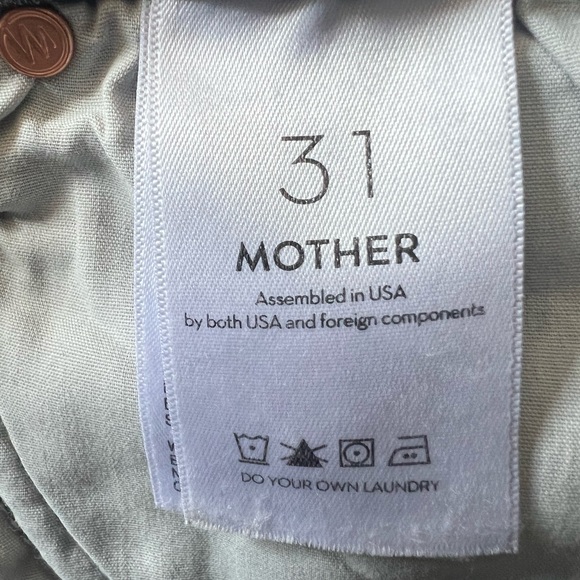 31
MOTHER
Assembled in USA
by both USA and foreign components
DO YOUR OWN LAUNDRY